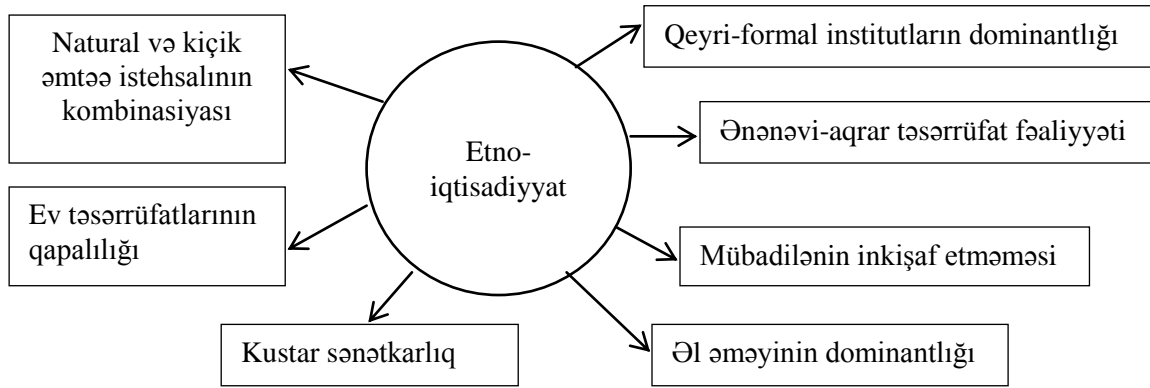 Natural və kiçik
əmtəə istehsalının
kombinasiyası
Qeyri-formal institutların dominantlığı
Ənənəvi-aqrar təsərrüfat fəaliyyəti
Etno-
iqtisadiyyat
Ev təsərrüfatlarının
qapalılığı
Mübadilənin inkişaf etməməsi
Kustar sənətkarlıq
Əl əməyinin dominantlığı